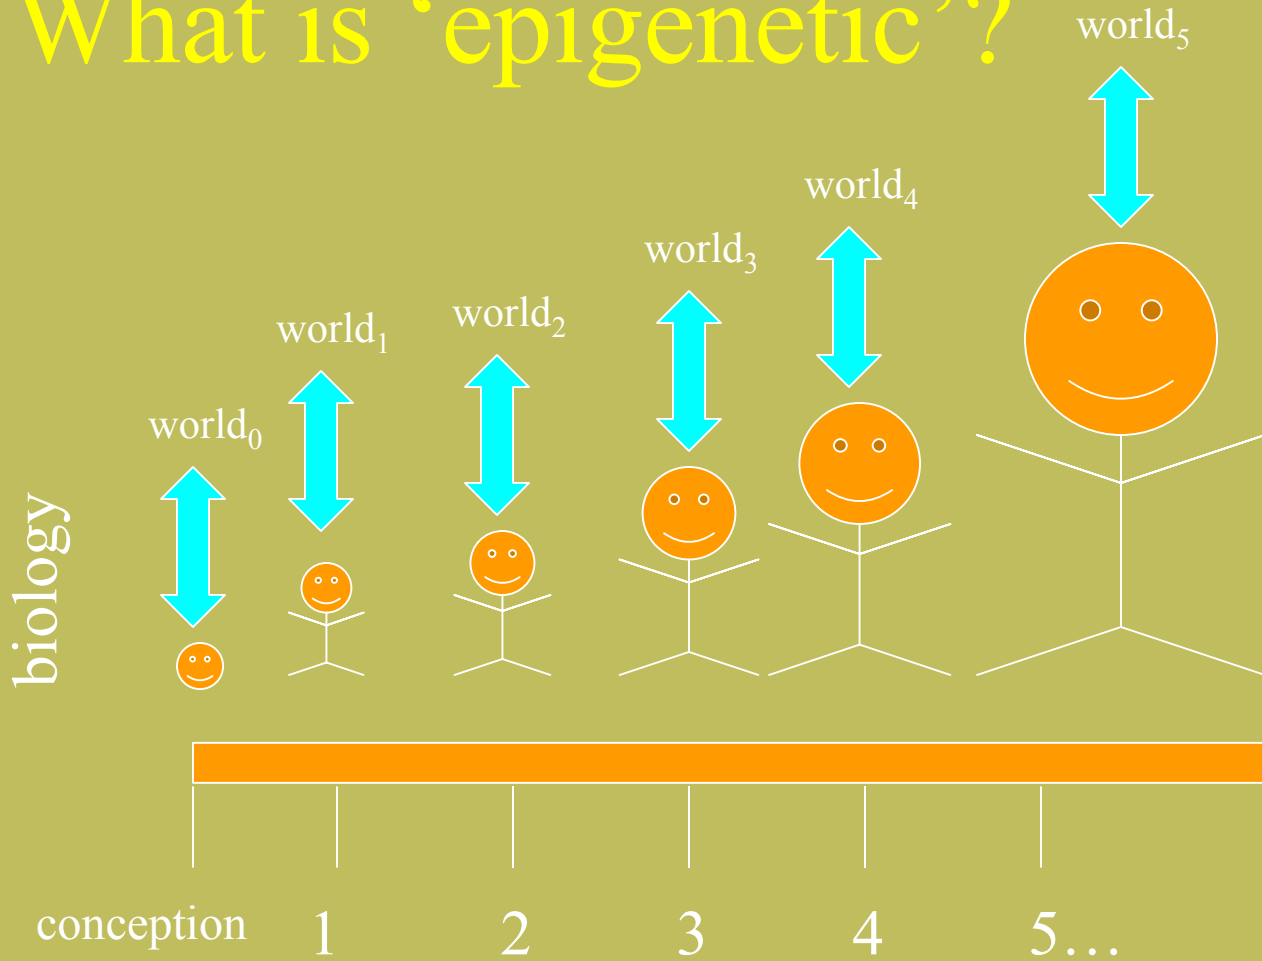 What is ‘epigenetic’?
world₅
world₄
world₃
world₂
world₁
world₀
biology
conception 1 2 3 4 5…